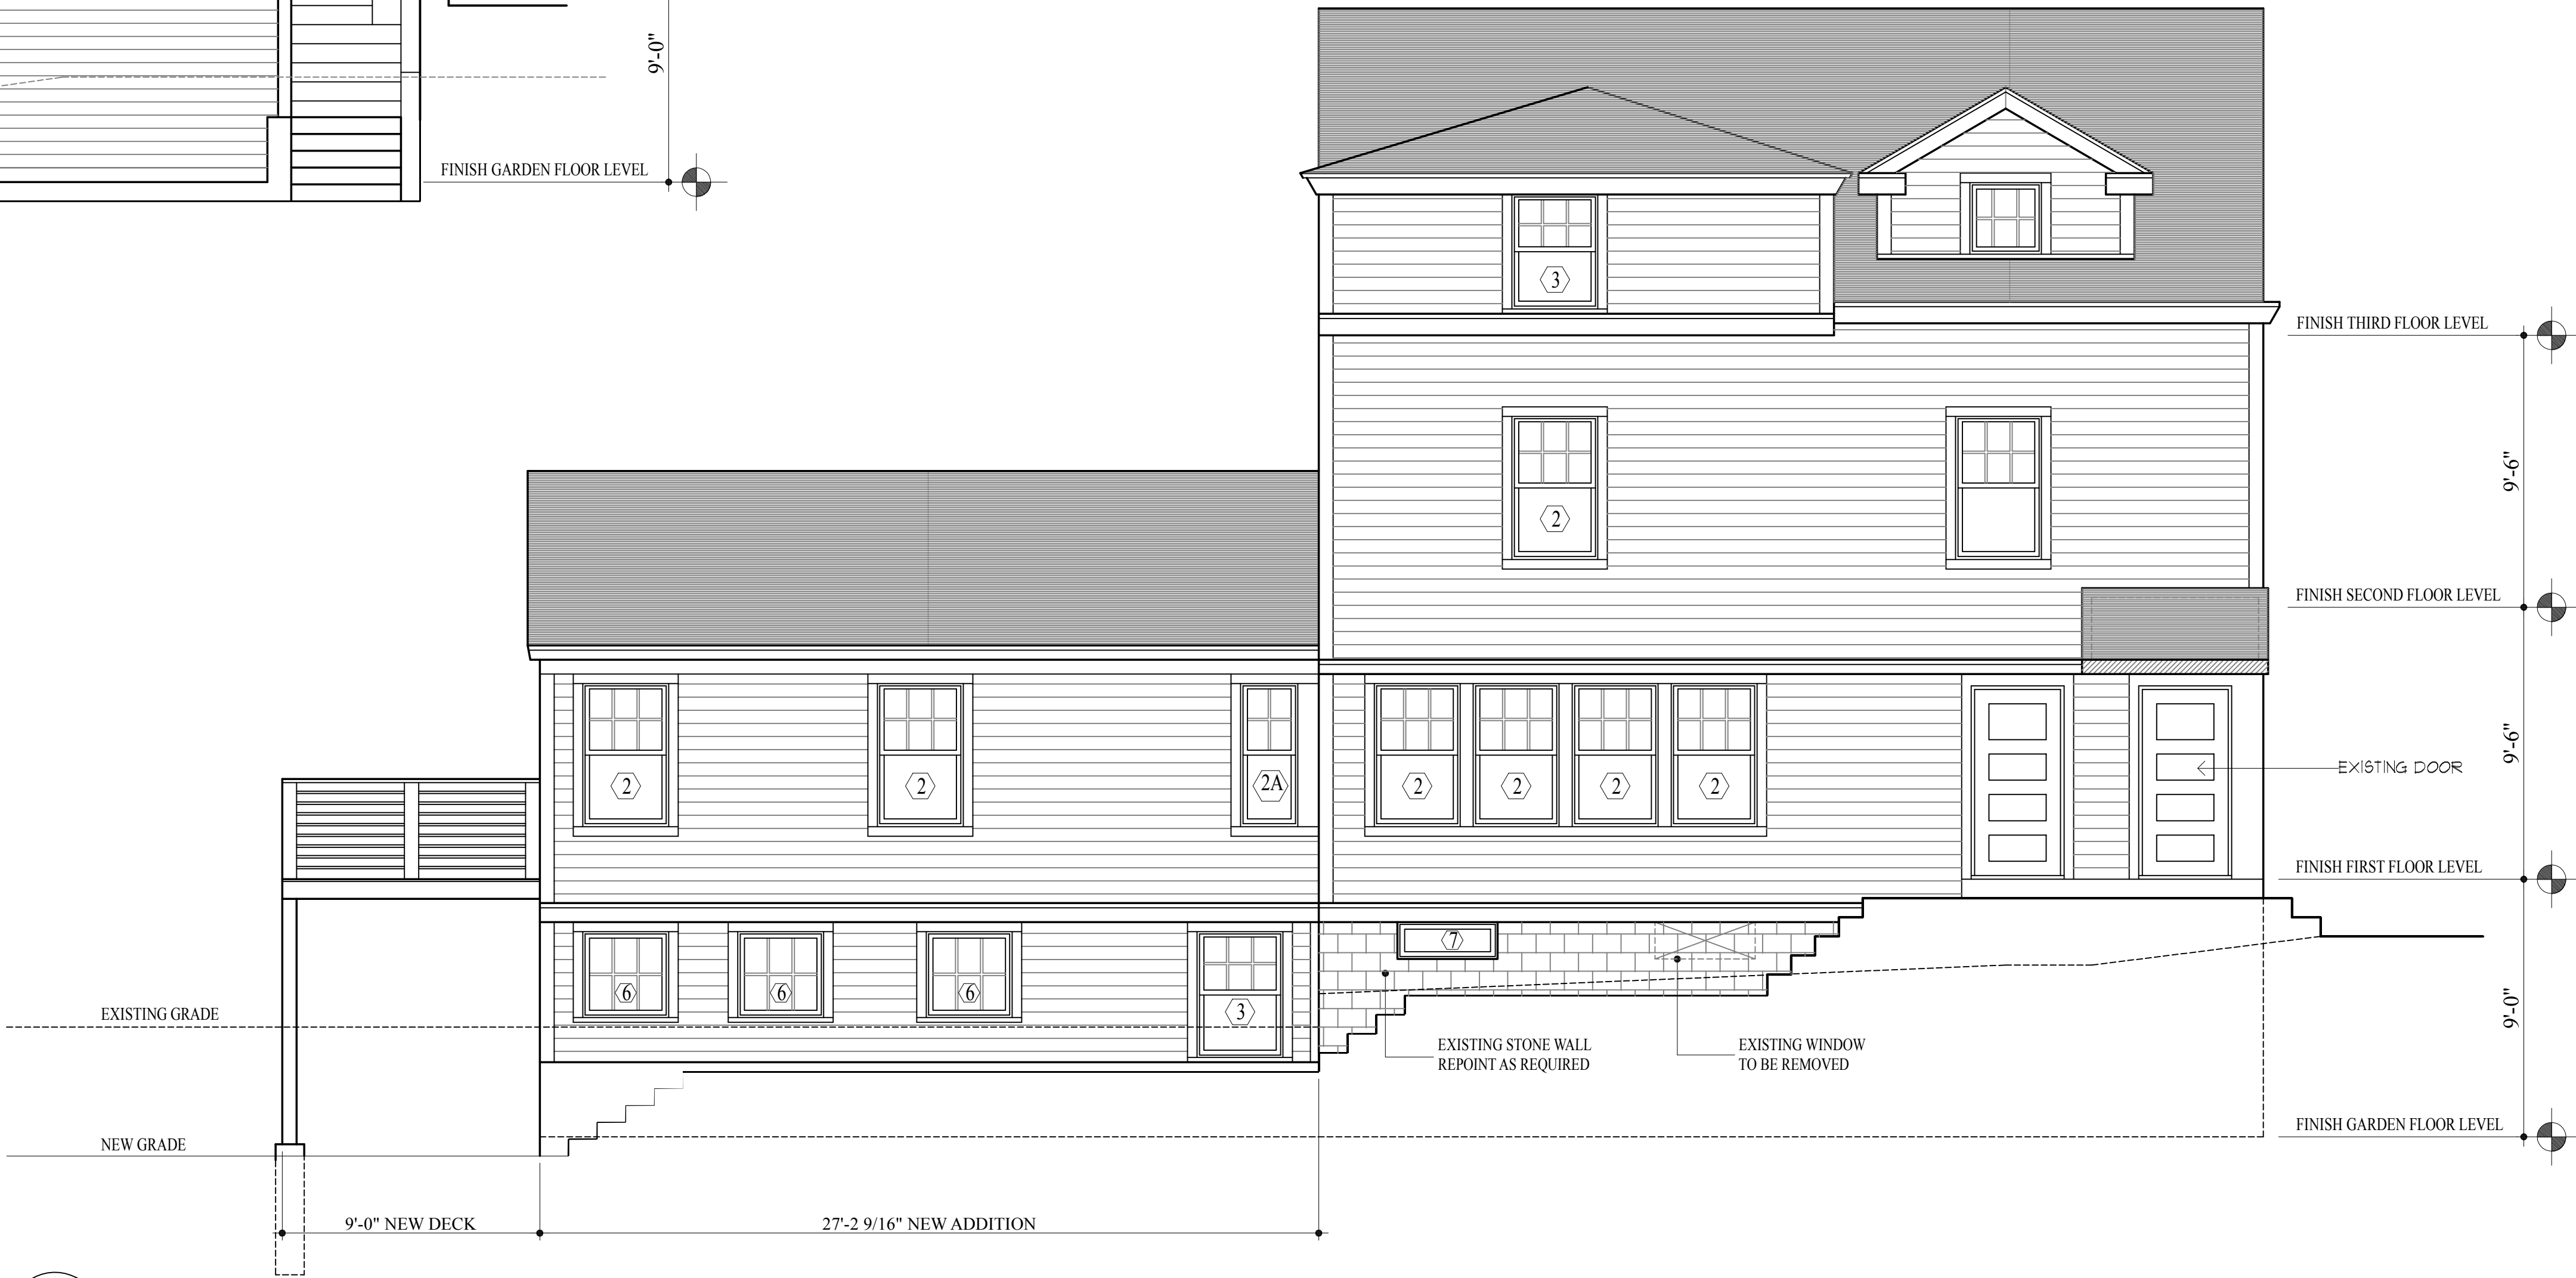 9'-0"
FINISH GARDEN FLOOR LEVEL
3
FINISH THIRD FLOOR LEVEL
9'-6"
2
FINISH SECOND FLOOR LEVEL
2
2
2A
2
2
2
2
9'-6"
EXISTING DOOR
FINISH FIRST FLOOR LEVEL
7
6
6
6
3
EXISTING GRADE
9'-0"
EXISTING STONE WALL
REPOINT AS REQUIRED
EXISTING WINDOW
TO BE REMOVED
NEW GRADE
FINISH GARDEN FLOOR LEVEL
9'-0" NEW DECK
27'-2 9/16" NEW ADDITION